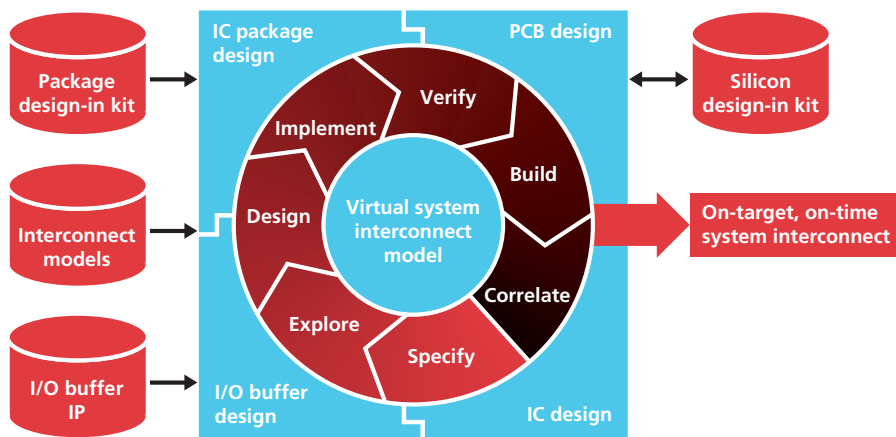 IC package
design
PCB design
Package
design-in kit
Silicon
design-in kit
Verify
Implement
Build
Design
Virtual system
interconnect
model
Interconnect
models
On-target, on-time
system interconnect
Correlate
Explore
Specify
I/O buffer
IP
I/O buffer
design
IC design